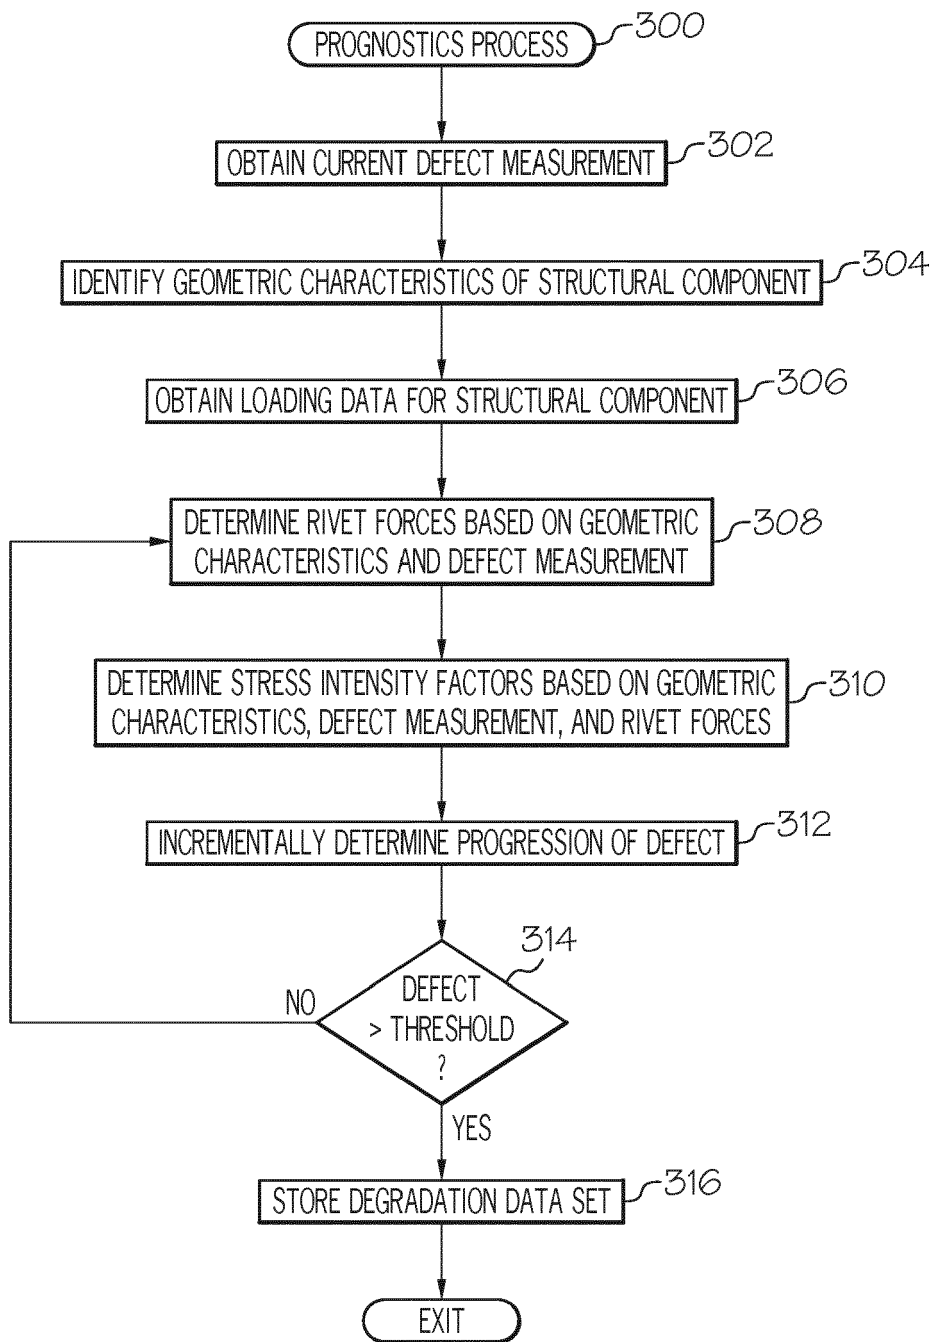 PROGNOSTICS PROCESS
300
OBTAIN CURRENT DEFECT MEASUREMENT
302
IDENTIFY GEOMETRIC CHARACTERISTICS OF STRUCTURAL COMPONENT
304
OBTAIN LOADING DATA FOR STRUCTURAL COMPONENT
306
DETERMINE RIVET FORCES BASED ON GEOMETRIC
CHARACTERISTICS AND DEFECT MEASUREMENT
308
DETERMINE STRESS INTENSITY FACTORS BASED ON GEOMETRIC
CHARACTERISTICS, DEFECT MEASUREMENT, AND RIVET FORCES
310
INCREMENTALLY DETERMINE PROGRESSION OF DEFECT
312
314
DEFECT
> THRESHOLD
?
NO
YES
STORE DEGRADATION DATA SET
316
EXIT